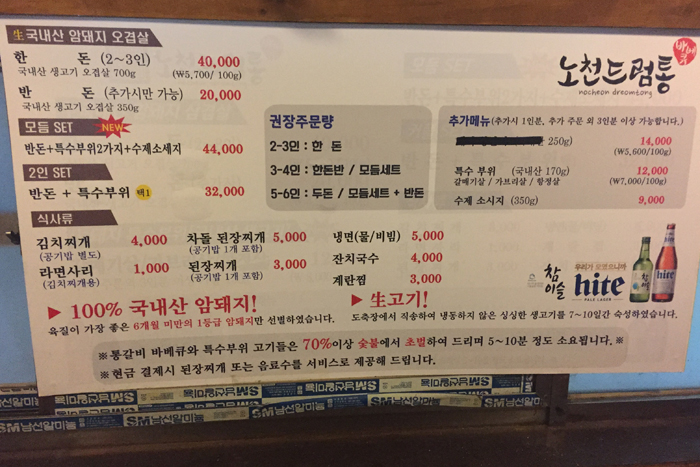 生 국내산 암돼지 오겹살
한 돈 (2~3인) 40,000
국내산 생고기 오겹살 700g (₩5,700/ 100g)
반 돈 (추가시만 가능) 20,000
국내산 생고기 오겹살 350g
모듬 SET NEW
반돈+특수부위2가지+수제소세지 44,000
2인 SET
반돈 + 특수부위 택1 32,000
권장주문량
2-3인 : 한 돈
3-4인 : 한돈반 / 모듬세트
5-6인 : 두돈 / 모듬세트 + 반돈
노천드럼통
nocheon dreomtong
추가메뉴(추가시 1인분, 추가 주문 외 3인분 이상 가능합니다.)
250g) 14,000
(₩5,600/100g)
특수 부위 (국내산 170g) 12,000
갈매기살 / 가브리살 / 항정살 (₩7,000/100g)
수제 소시지 (350g) 9,000
식사류
김치찌개 4,000
(공기밥 별도)
라면사리 1,000
(김치찌개용)
차돌 된장찌개 5,000
(공기밥 1개 포함)
된장찌개 3,000
(공기밥 1개 포함)
냉면(물/비빔) 5,000
잔치국수 4,000
계란찜 3,000
참이슬
우리가 찾았으니까
hite
PALE LAGER
▶ 100% 국내산 암돼지!
육질이 가장 좋은 6개월 미만의 1등급 암돼지만 선별하였습니다.
▶ 生고기!
도축장에서 직송하여 냉동하지 않은 싱싱한 생고기를 7~10일간 숙성하였습니다.
※통갈비 바베큐와 특수부위 고기들은 70%이상 숯불에서 초벌하여 드리며 5~10분 정도 소요됩니다.※
※현금 결제시 된장찌개 또는 음료수를 서비스로 제공해 드립니다.